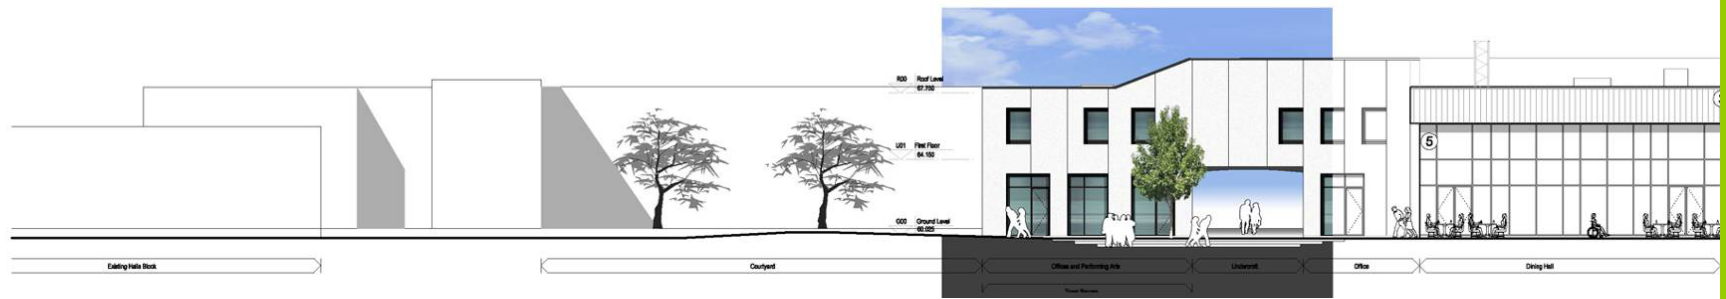 R00 Roof Level
67.750
U01 First Floor
64.150
5
G00 Ground Level
60.025
Existing Halls Block
Courtyard
Offices and Performing Arts
Undercroft
Office
Dining Hall